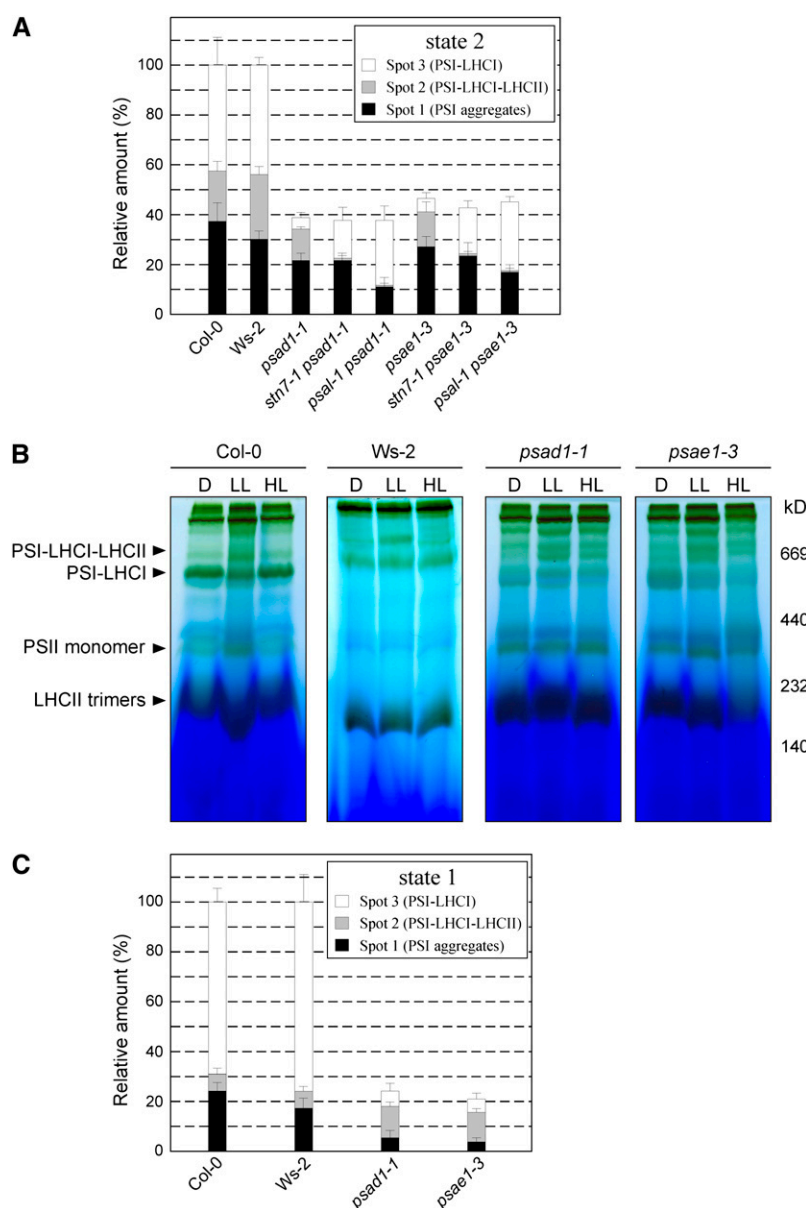 A
state 2
Spot 3 (PSI-LHCI)
Spot 2 (PSI-LHCI-LHCII)
Spot 1 (PSI aggregates)
Relative amount (%)
100
80
60
40
20
0
Col-0
Ws-2
psad1-1
stn7-1 psad1-1
psal-1 psad1-1
psae1-3
stn7-1 psae1-3
psal-1 psae1-3
B
Col-0 Ws-2 psad1-1 psae1-3
D LL HL D LL HL D LL HL D LL HL kD
PSI-LHCI-LHCII 669
PSI-LHCI
440
PSII monomer
LHCII trimers 232
140
C
state 1
Spot 3 (PSI-LHCI)
Spot 2 (PSI-LHCI-LHCII)
Spot 1 (PSI aggregates)
Relative amount (%)
100
80
60
40
20
0
Col-0
Ws-2
psad1-1
psae1-3